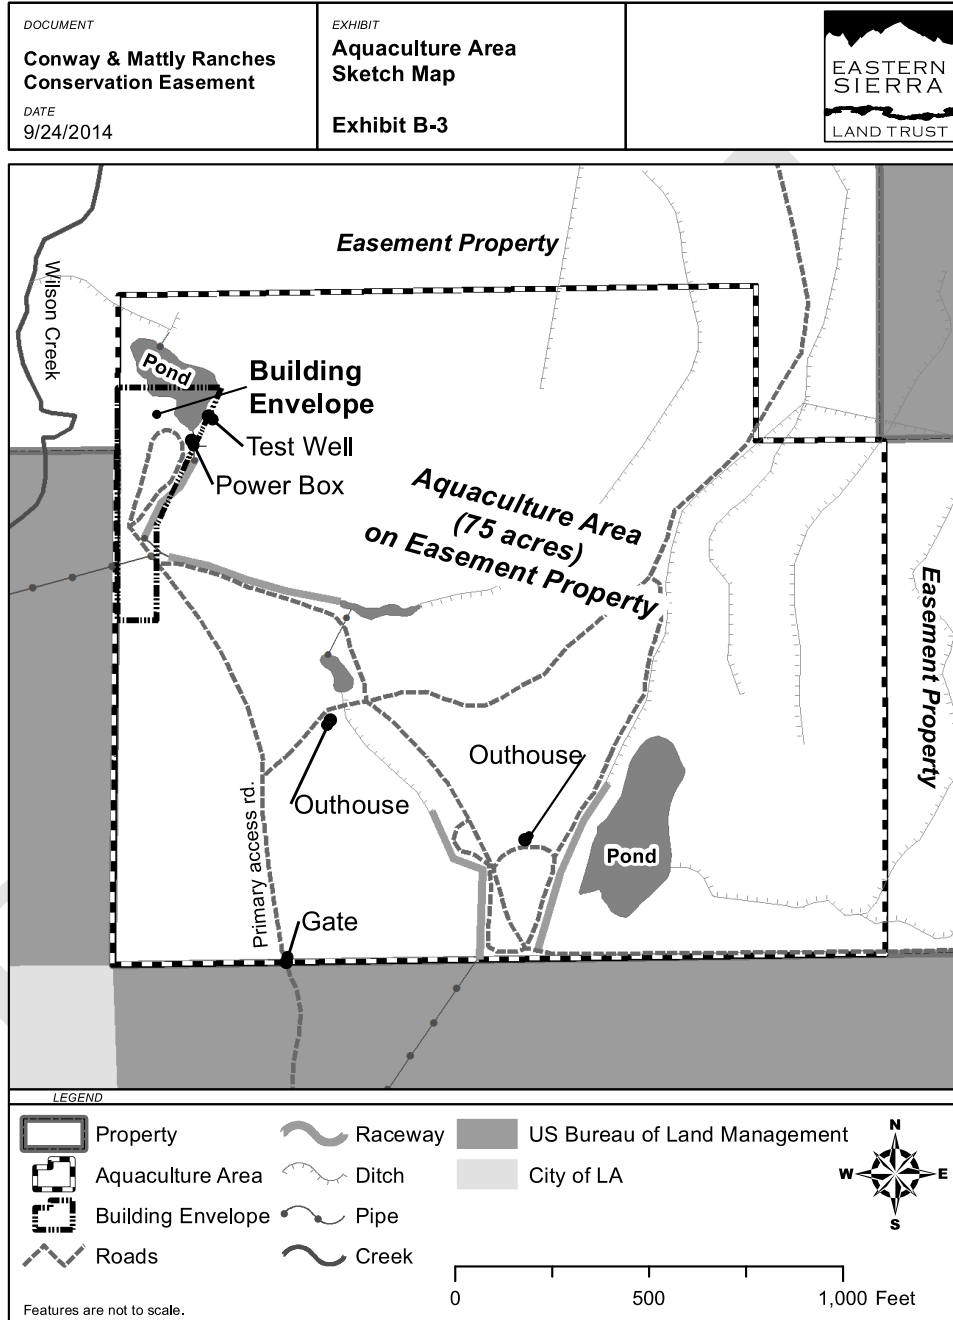 DOCUMENT
Conway & Mattly Ranches
Conservation Easement
DATE
9/24/2014
EXHIBIT
Aquaculture Area
Sketch Map
Exhibit B-3
EASTERN
SIERRA
LAND TRUST
Easement Property
Wilson Creek
Pond
Building
Envelope
Test Well
Power Box
Aquaculture Area
(75 acres)
on Easement Property
Easement Property
Outhouse
Outhouse
Primary access rd.
Pond
Gate
LEGEND
Property
Aquaculture Area
Building Envelope
Roads
Raceway
Ditch
Pipe
Creek
US Bureau of Land Management
City of LA
N
W
E
S
0 500 1,000 Feet
Features are not to scale.